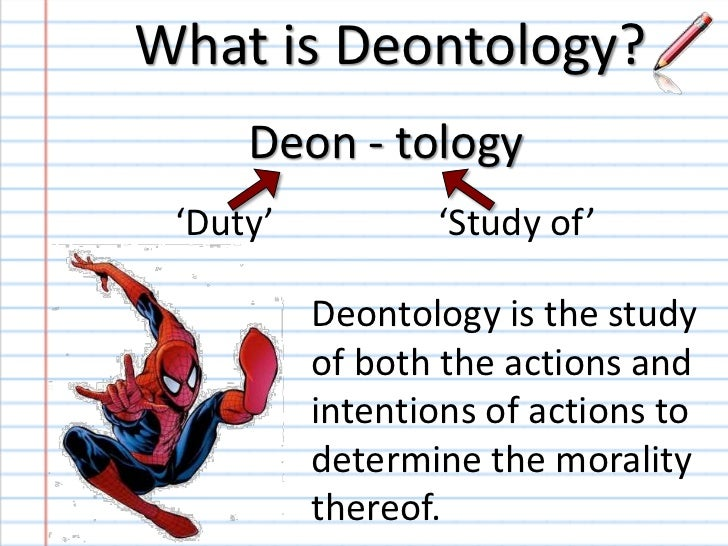 What is Deontology?
Deon - tology
‘Duty’ ‘Study of’
Deontology is the study
of both the actions and
intentions of actions to
determine the morality
thereof.